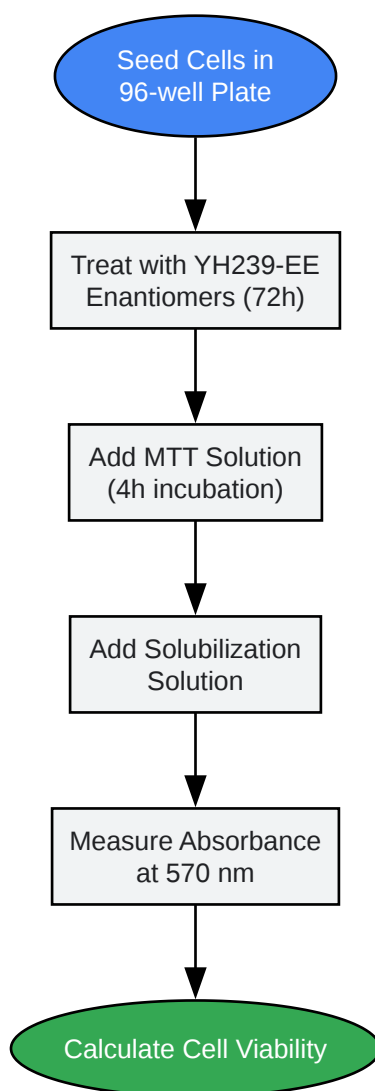 Seed Cells in
96-well Plate
Treat with YH239-EE
Enantiomers (72h)
Add MTT Solution
(4h incubation)
Add Solubilization
Solution
Measure Absorbance
at 570 nm
Calculate Cell Viability